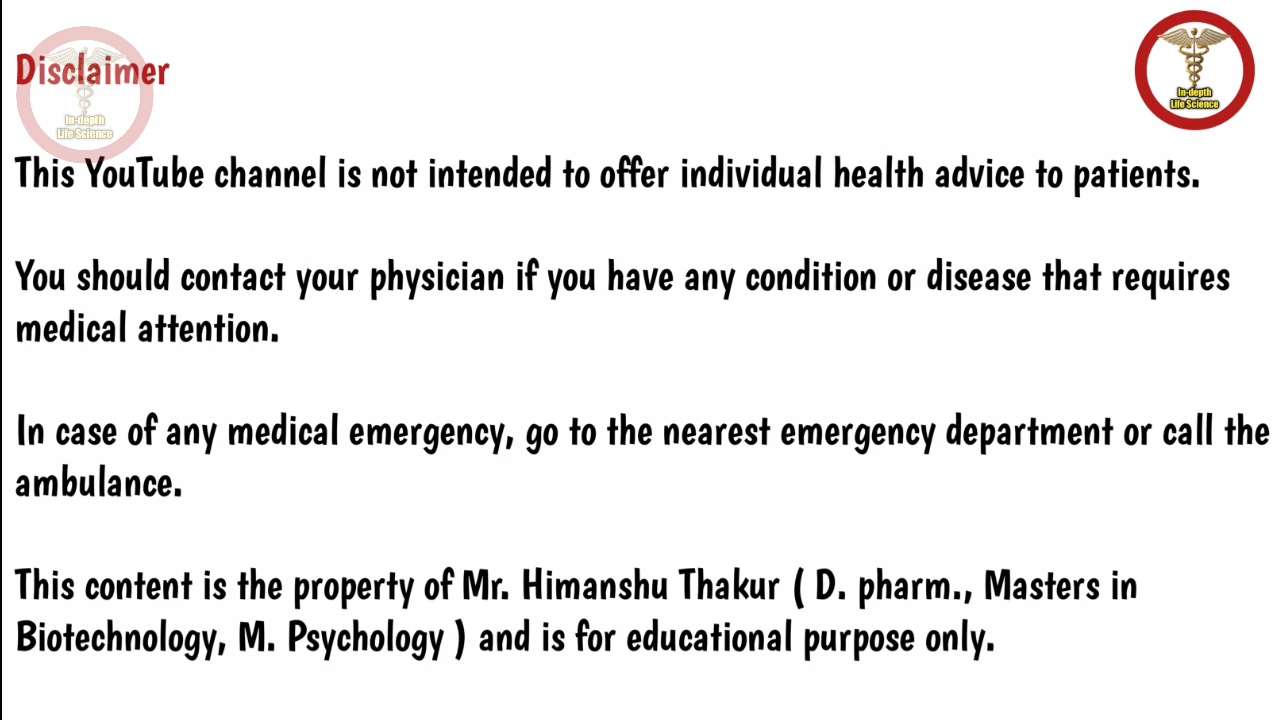 Disclaimer
In-depth
Life Science
In-depth
Life Science
This YouTube channel is not intended to offer individual health advice to patients.
You should contact your physician if you have any condition or disease that requires
medical attention.
In case of any medical emergency, go to the nearest emergency department or call the
ambulance.
This content is the property of Mr. Himanshu Thakur ( D. pharm., Masters in
Biotechnology, M. Psychology ) and is for educational purpose only.